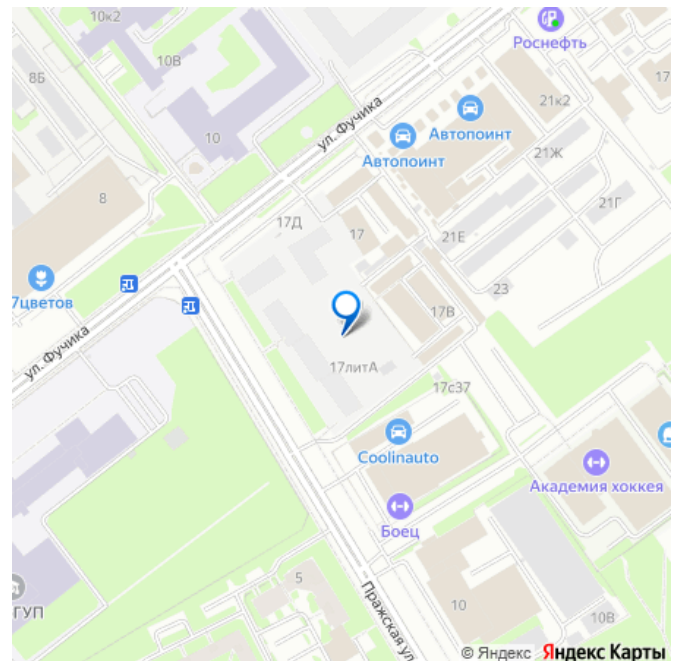 10к2
Роснефть
10В
8Б
17
21к2
Автопоинт
ул. Фучика
10
Автопоинт
21Ж
8
21Г
17Д
17
21Е
7цветов
23
17В
ул. Фучика
17литА
17с37
Coolinauto
Академия хоккея
Боец
5
ГУП
Пражская ул.
10
10В
© Яндекс Яндекс Карты